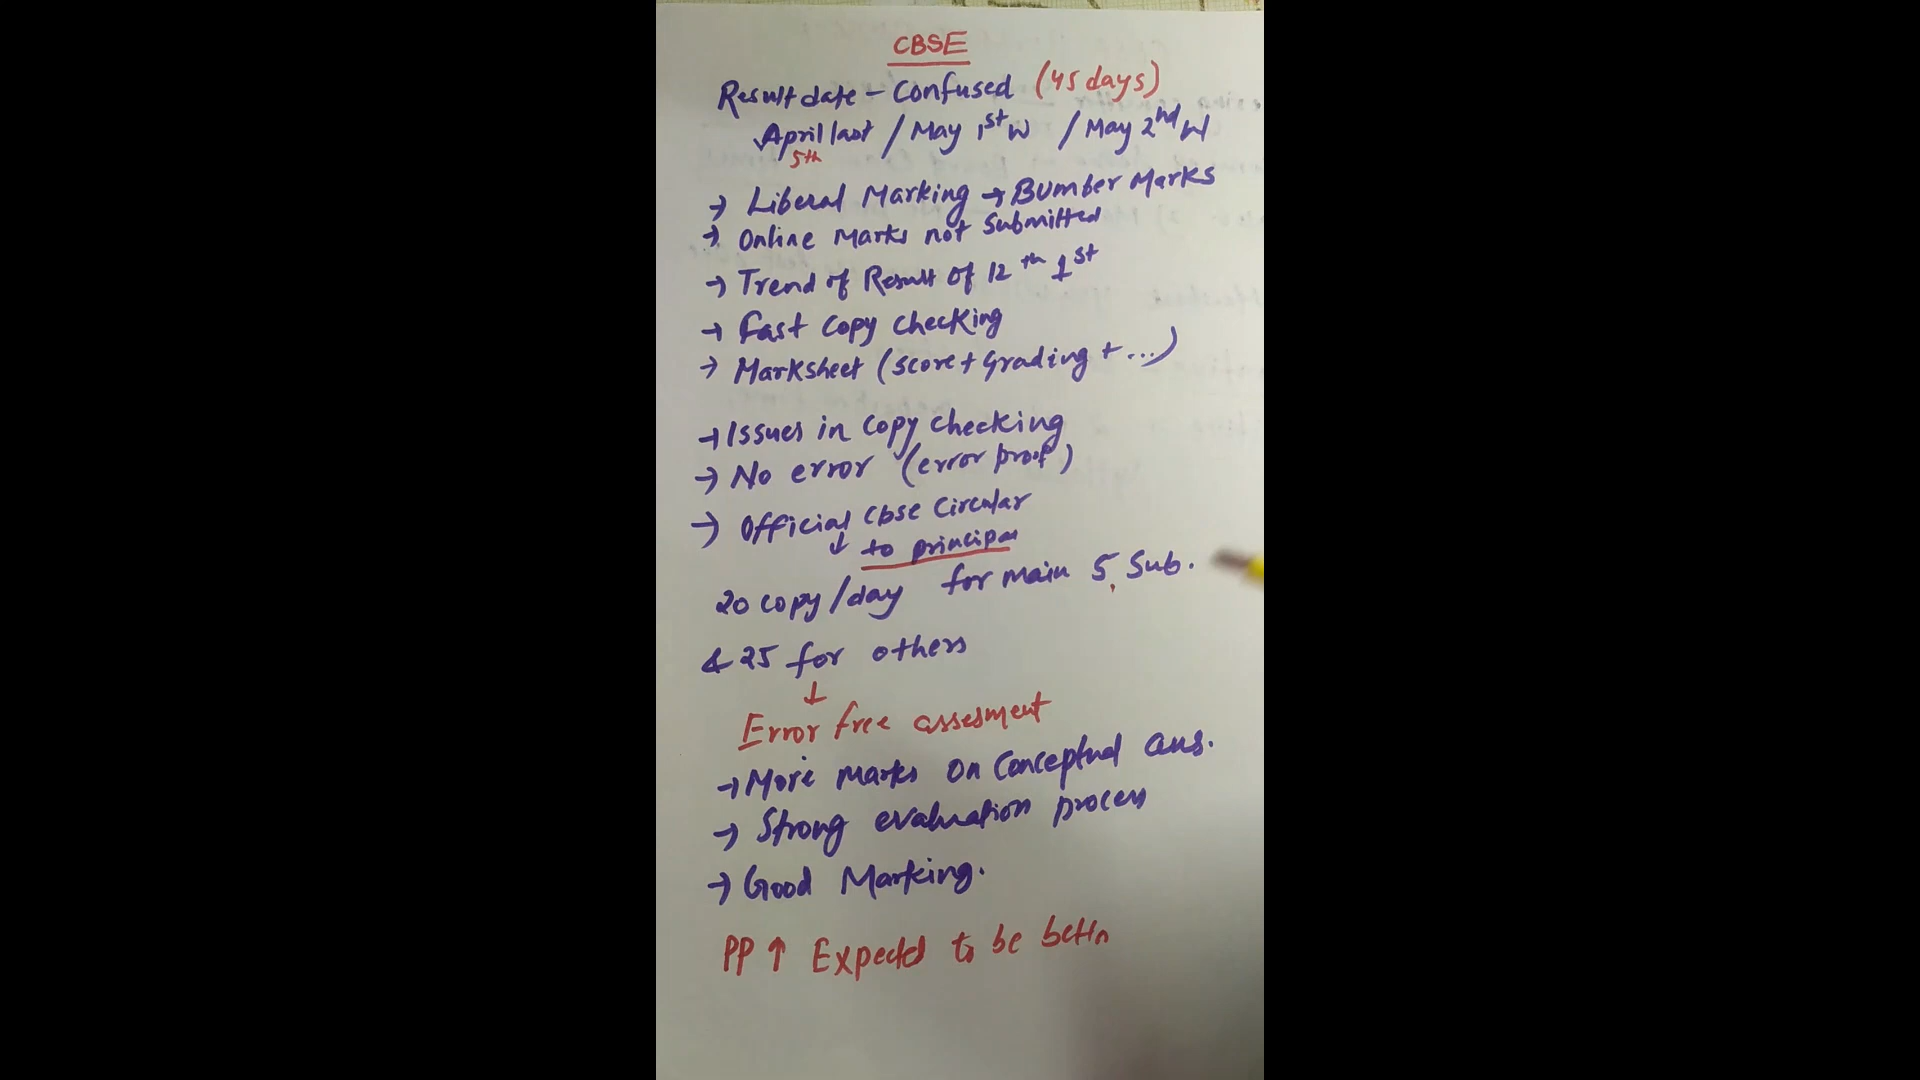 CBSE
Result date - Confused (45 days)
April last / May 1st W / May 2nd W
5th
→ Liberal Marking → Bumber Marks
→ Online Marks not submitted
→ Trend of Result of 12th 1st
→ Fast Copy checking
→ Marksheet (score + Grading + ...)
→ Issues in Copy checking
→ No error (error proof)
→ Official Cbse Circular
↓ to principal
20 copy/day for main 5 Sub.
& 25 for others
↓
Error free assesment
→ More marks on Conceptual ans.
→ Strong evaluation process
→ Good Marking.
PP ↑ Expected to be better